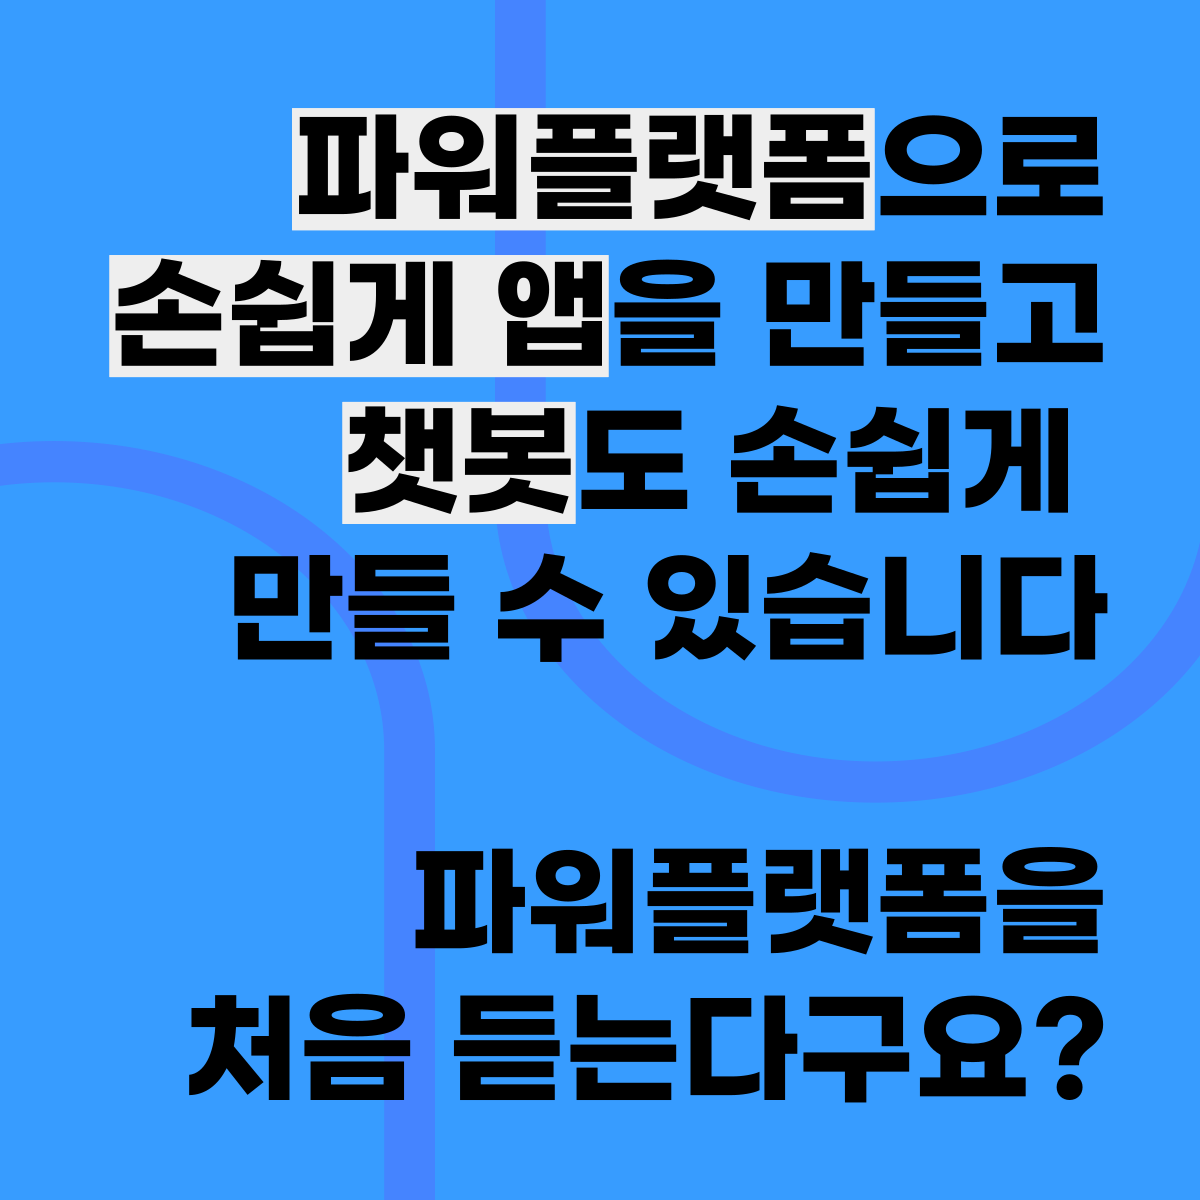 파워플랫폼으로
손쉽게 앱을 만들고
챗봇도 손쉽게
만들 수 있습니다
파워플랫폼을
처음 듣는다구요?